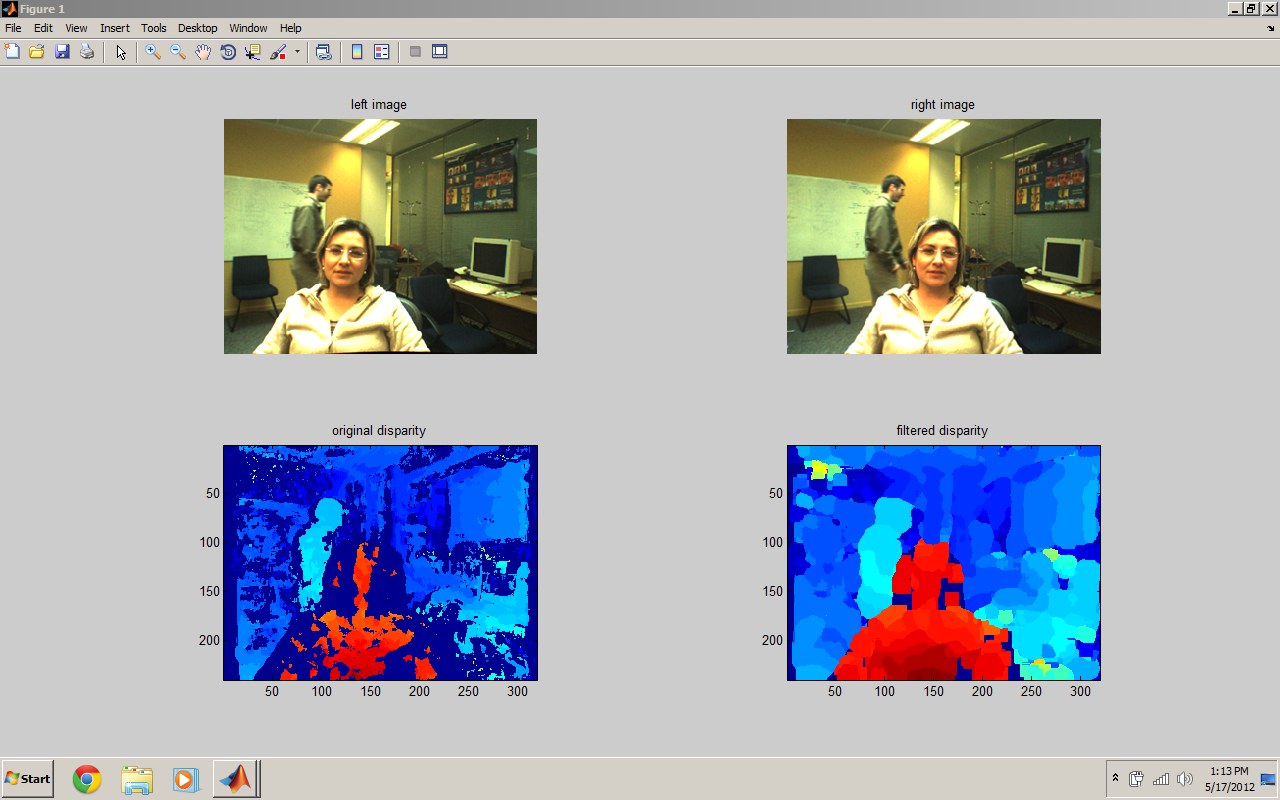 Figure 1
File Edit View Insert Tools Desktop Window Help
left image
right image
original disparity
filtered disparity
50
100
150
200
50 100 150 200 250 300
50
100
150
200
50 100 150 200 250 300
Start
1:13 PM
5/17/2012